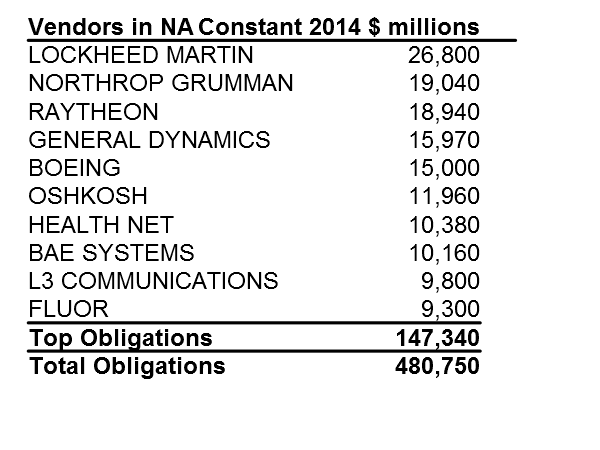 Vendors in NA Constant 2014 $ millions
LOCKHEED MARTIN 26,800
NORTHROP GRUMMAN 19,040
RAYTHEON 18,940
GENERAL DYNAMICS 15,970
BOEING 15,000
OSHKOSH 11,960
HEALTH NET 10,380
BAE SYSTEMS 10,160
L3 COMMUNICATIONS 9,800
FLUOR 9,300
Top Obligations 147,340
Total Obligations 480,750